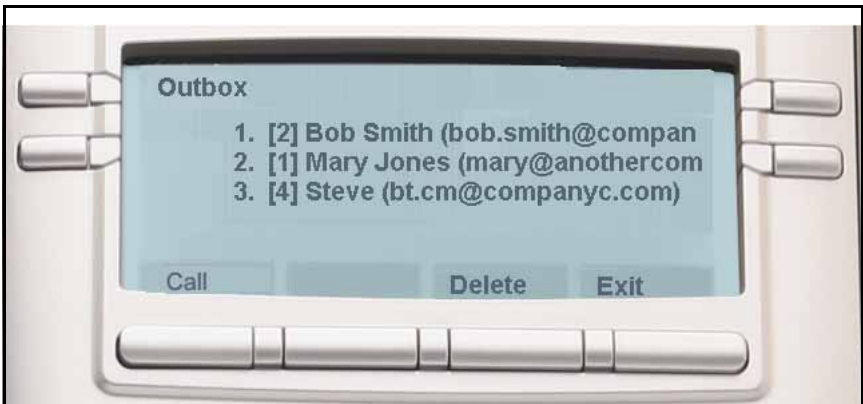 Outbox
1. [2] Bob Smith (bob.smith@compan
2. [1] Mary Jones (mary@anothercom
3. [4] Steve (bt.cm@companyc.com)
Call Delete Exit